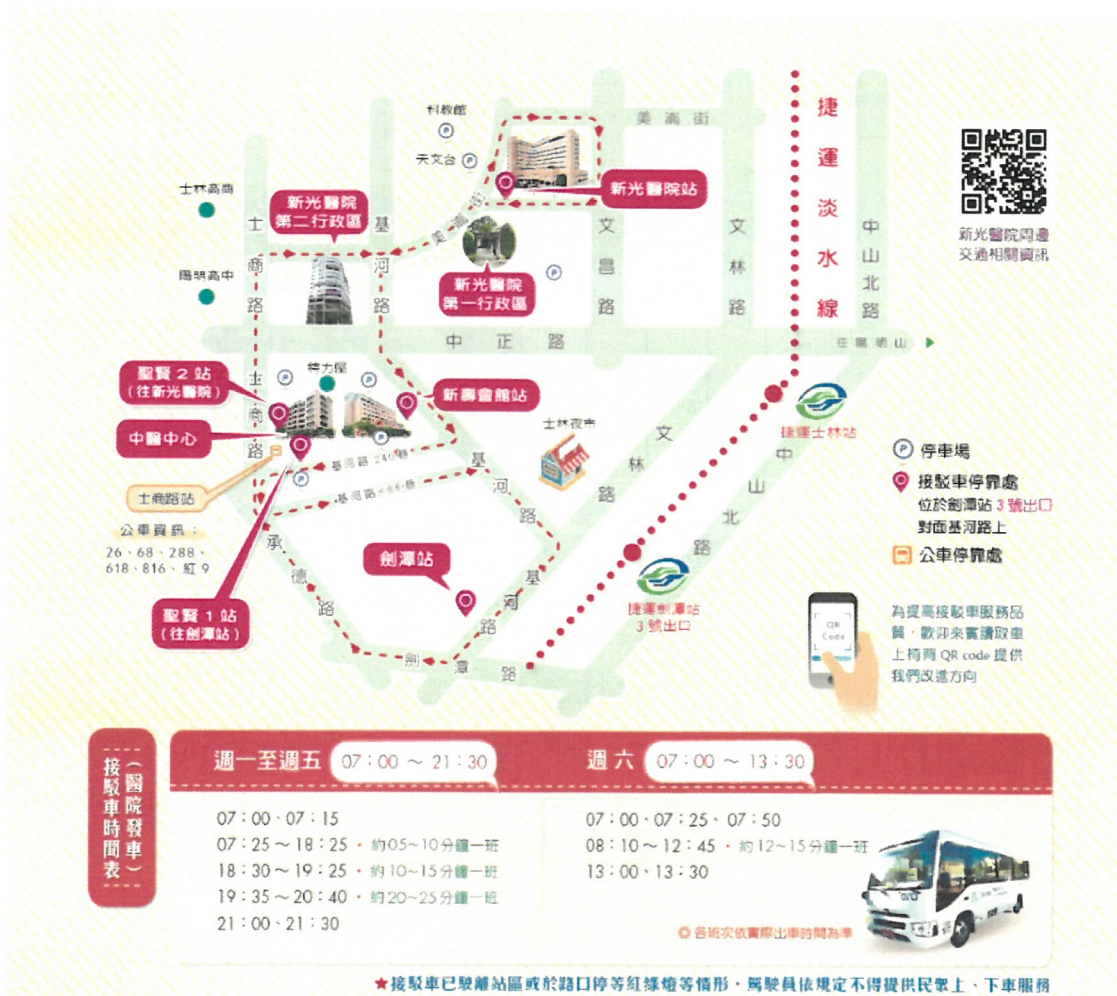 科教館
天文台
美崙街
捷運淡水線
士林高商
新光醫院
第二行政區
新光醫院站
新光醫院周邊
交通相關資訊
士商路
基河路
美崙街
文昌路
文林路
中山北路
陽明高中
新光醫院
第一行政區
中正路
往陽明山
聖賢2站
(往新光醫院)
特力屋
新壽會館站
士商路
中醫中心
士林夜市
捷運士林站
基河路240巷
士商路站
公車資訊:
26、68、288、
618、816、紅9
基河路
文林路
中山北路
承德路
劍潭站
基河路
聖賢1站
(往劍潭站)
捷運劍潭站
3號出口
劍潭路
P 停車場
接駁車停靠處
位於劍潭站3號出口
對面基河路上
公車停靠處
QR
Code
為提高接駁車服務品
質,歡迎來賓讀取車
上椅背 QR code 提供
我們改進方向
(醫院發車)
接駁車時間表
週一至週五 07:00 ~ 21:30
07:00、07:15
07:25 ~ 18:25 · 約05~10分鐘一班
18:30 ~ 19:25 · 約10~15分鐘一班
19:35 ~ 20:40 · 約20~25分鐘一班
21:00、21:30
週六 07:00 ~ 13:30
07:00、07:25、07:50
08:10 ~ 12:45 · 約12~15分鐘一班
13:00、13:30
◎各班次依實際出車時間為準
★接駁車已駛離站區或於路口停等紅綠燈等情形,駕駛員依規定不得提供民眾上、下車服務